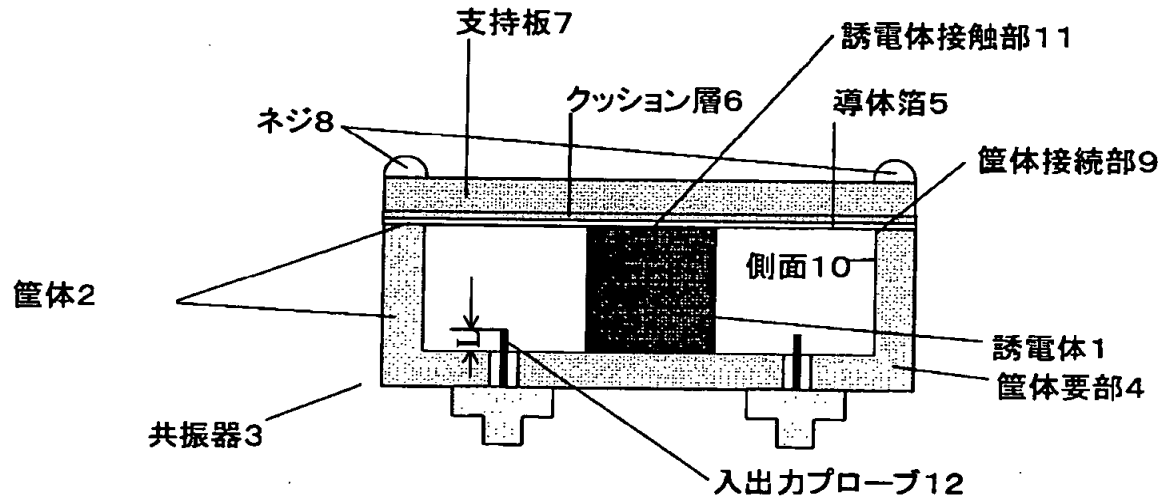 支持板7
誘電体接触部11
クッション層6
導体箔5
ネジ8
筐体接続部9
側面10
筐体2
L
誘電体1
筐体要部4
共振器3
入出力プローブ12